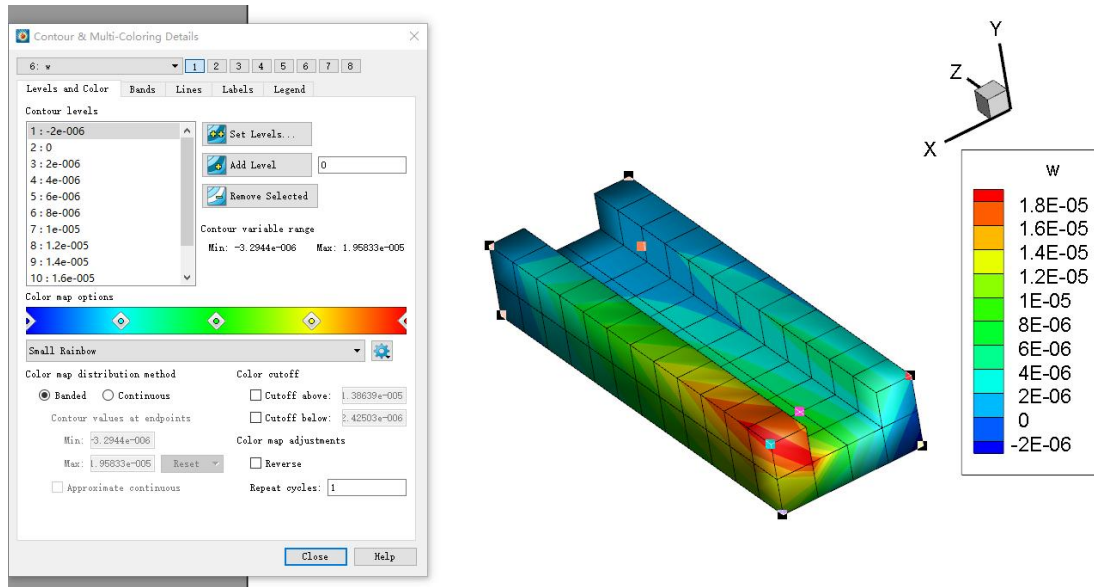 Contour & Multi-Coloring Details
6: w 1 2 3 4 5 6 7 8
Levels and Color Bands Lines Labels Legend
Contour levels
1 : -2e-006
2 : 0
3 : 2e-006
4 : 4e-006
5 : 6e-006
6 : 8e-006
7 : 1e-005
8 : 1.2e-005
9 : 1.4e-005
10 : 1.6e-005
Set Levels...
Add Level 0
Remove Selected
Contour variable range
Min: -3.2944e-006 Max: 1.95833e-005
Color map options
Small Rainbow
Color map distribution method
Banded Continuous
Contour values at endpoints
Min: -3.2944e-006
Max: 1.95833e-005 Reset
Approximate continuous
Color cutoff
Cutoff above: 1.38639e-005
Cutoff below: 2.42503e-006
Color map adjustments
Reverse
Repeat cycles: 1
Close Help
Y
Z
X
w
1.8E-05
1.6E-05
1.4E-05
1.2E-05
1E-05
8E-06
6E-06
4E-06
2E-06
0
-2E-06